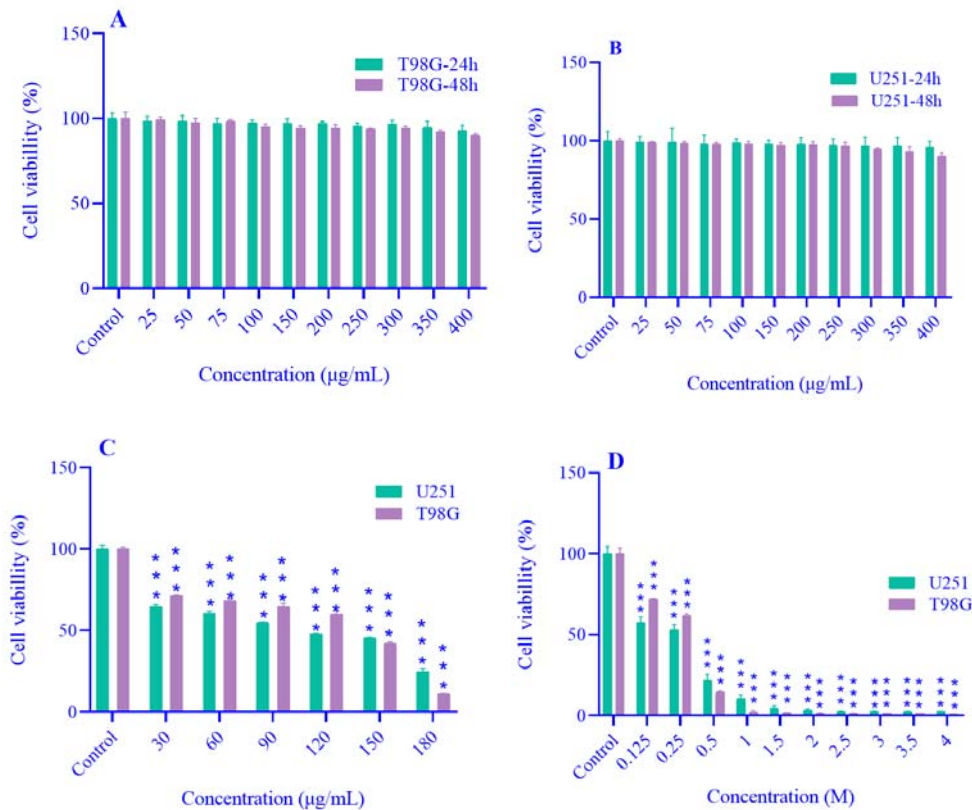 A
150
100
50
0
Cell viabillity (%)
T98G-24h
T98G-48h
Control 25 50 75 100 150 200 250 300 350 400
Concentration (μg/mL)
B
150
100
50
0
Cell viabillity (%)
U251-24h
U251-48h
Control 25 50 75 100 150 200 250 300 350 400
Concentration (μg/mL)
C
150
100
50
0
Cell viabillity (%)
U251
T98G
*** *** *** *** *** *** *** *** *** *** *** ***
Control 30 60 90 120 150 180
Concentration (μg/mL)
D
150
100
50
0
Cell viabillity (%)
U251
T98G
*** *** *** *** *** *** *** *** *** *** *** *** *** *** *** *** *** *** *** ***
Control 0.125 0.25 0.5 1 1.5 2 2.5 3 3.5 4
Concentration (M)